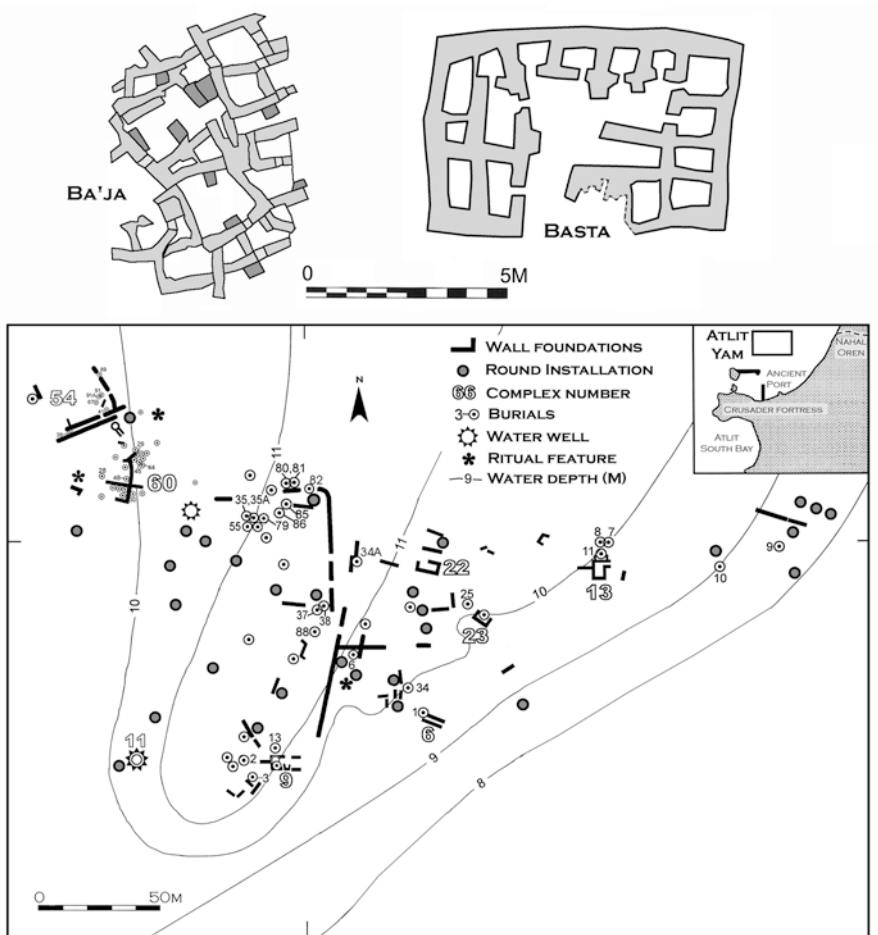 BA'JA
BASTA
0 5M
WALL FOUNDATIONS
ROUND INSTALLATION
66 COMPLEX NUMBER
3 BURIALS
WATER WELL
RITUAL FEATURE
9 WATER DEPTH (M)
N
ATLIT
YAM
NAHAL
OREN
ANCIENT
PORT
CRUSADER FORTRESS
ATLIT
SOUTH BAY
54
60
11
80,81
82
35,35A
85
55
79
86
34A
11
22
8 7
11
13
9
10
10
10
25
23
37
38
88
6
34
1
6
11
13
2
9
3
9
8
0 50M